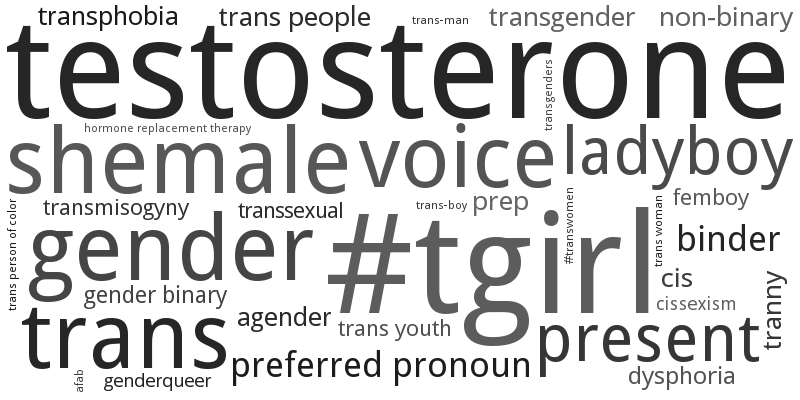 transphobia
trans people
trans-man
transgender
non-binary
testosterone
transgenders
hormone replacement therapy
shemale
voice
ladyboy
transmisogyny
transsexual
trans-boy
prep
#transwomen
trans woman
femboy
trans person of color
gender
#tgirl
binder
cis
gender binary
cissexism
tranny
trans
agender
trans youth
present
preferred pronoun
afab
genderqueer
dysphoria